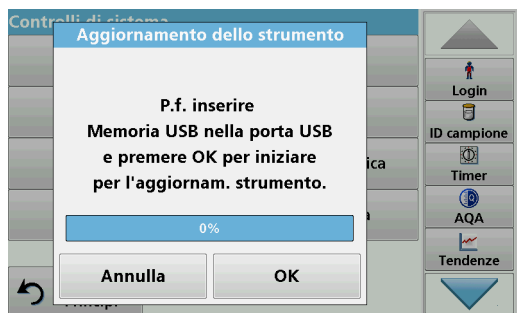 Controlli di sistema
Aggiornamento dello strumento
P.f. inserire
Memoria USB nella porta USB
e premere OK per iniziare
per l'aggiornam. strumento.
0%
Annulla
OK
Login
ID campione
Timer
AQA
Tendenze